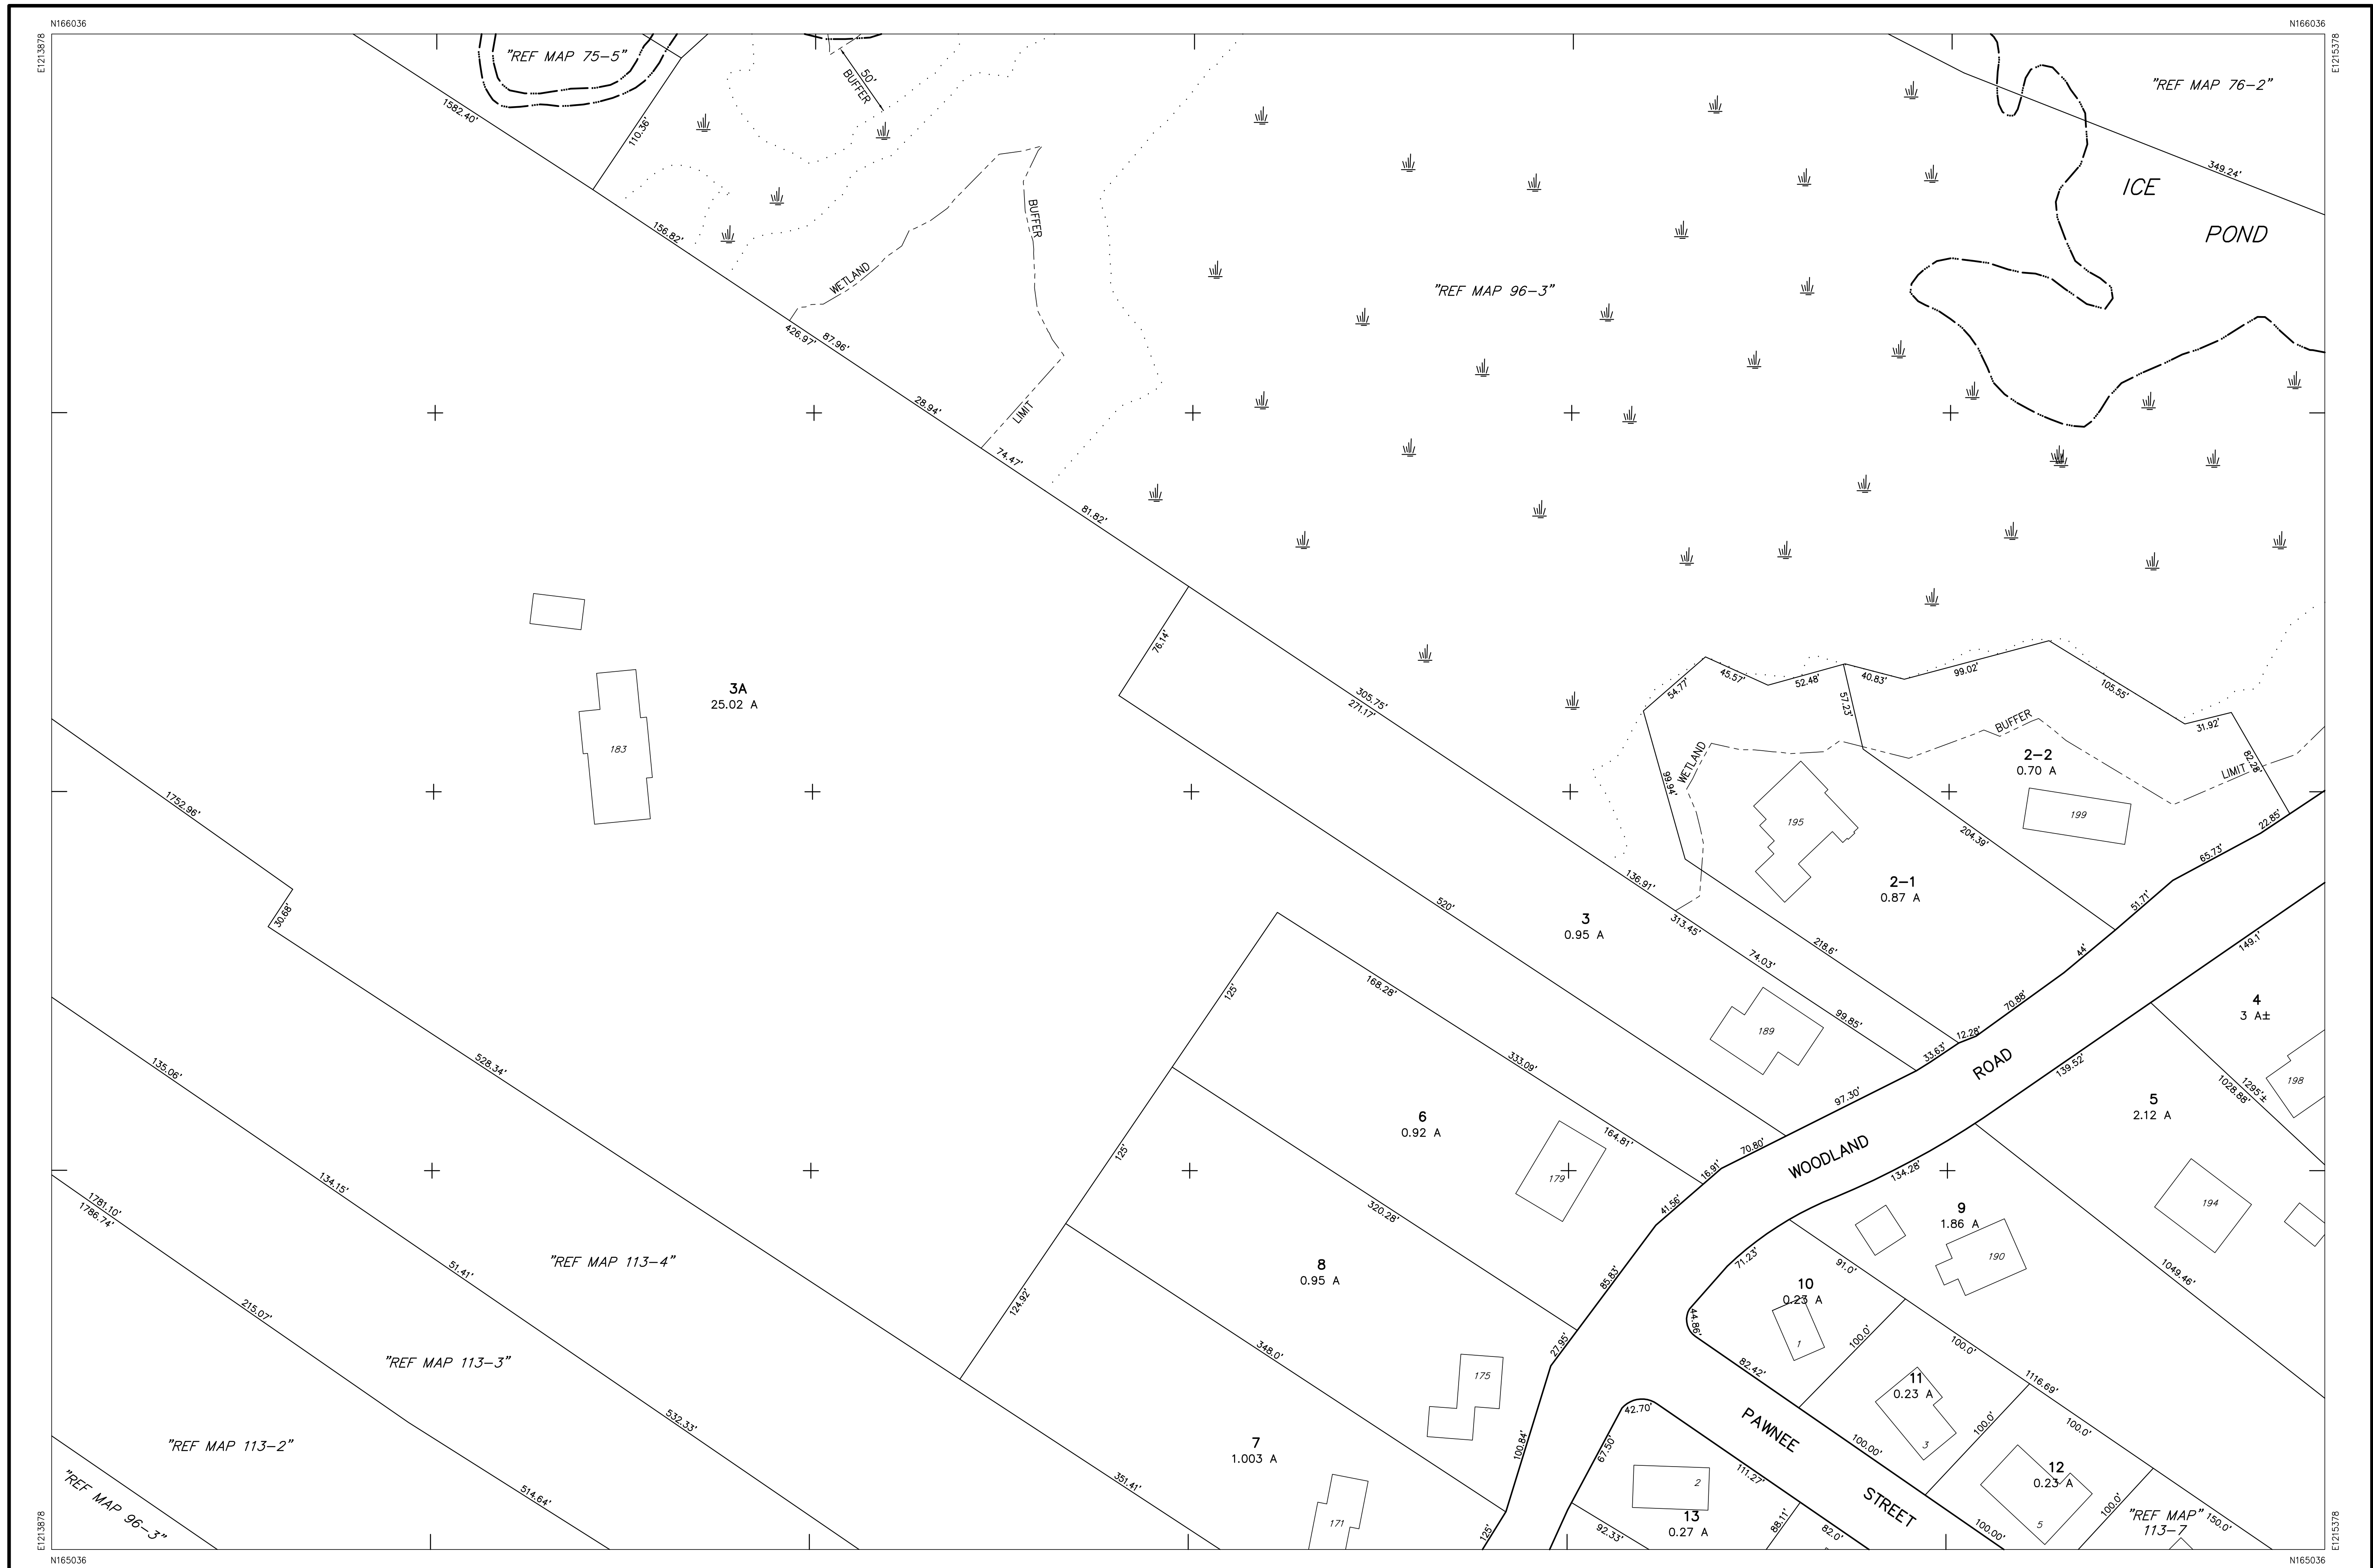 N166036
N166036
E1213878
E1215378
"REF MAP 75-5"
50'
BUFFER
"REF MAP 76-2"
1582.40'
110.36'
349.24'
ICE
POND
156.82'
BUFFER
WETLAND
"REF MAP 96-3"
426.97'
87.96'
28.94'
LIMIT
74.47'
81.82'
76.14'
3A
25.02 A
183
305.75'
271.17'
54.77'
45.57'
52.48'
40.83'
99.02'
105.55'
57.23'
31.92'
BUFFER
82.28'
2-2
0.70 A
LIMIT
WETLAND
99.94'
199
195
204.39'
22.85'
65.73'
1752.96'
30.68'
136.91'
520'
3
0.95 A
313.45'
2-1
0.87 A
51.71'
218.6'
74.03'
44'
149.1'
125'
168.28'
189
99.85'
70.88'
12.28'
33.63'
ROAD
4
3 A±
135.06'
528.34'
333.09'
139.52'
198
1295'±
1028.88'
97.30'
5
2.12 A
6
0.92 A
164.81'
70.80'
WOODLAND
125'
134.28'
16.91'
179
134.15'
1781.10'
1786.74'
320.28'
41.56'
9
1.86 A
194
190
71.23'
91.0'
51.41'
"REF MAP 113-4"
8
0.95 A
85.83'
10
0.23 A
1049.46'
124.92'
44.86'
1
100.0'
100.0'
215.07'
348.0'
27.95'
82.42'
"REF MAP 113-3"
175
11
0.23 A
1116.69'
532.33'
42.70'
PAWNEE
100.0'
100.0'
3
"REF MAP 113-2"
7
1.003 A
100.84'
67.50'
100.00'
12
0.23 A
111.27'
2
351.41'
514.64'
"REF MAP 96-3"
STREET
100.0'
150.0'
"REF MAP"
113-7
171
125'
92.33'
13
0.27 A
88.11'
82.0'
100.00'
5
E1213878
E1215378
N165036
N165036